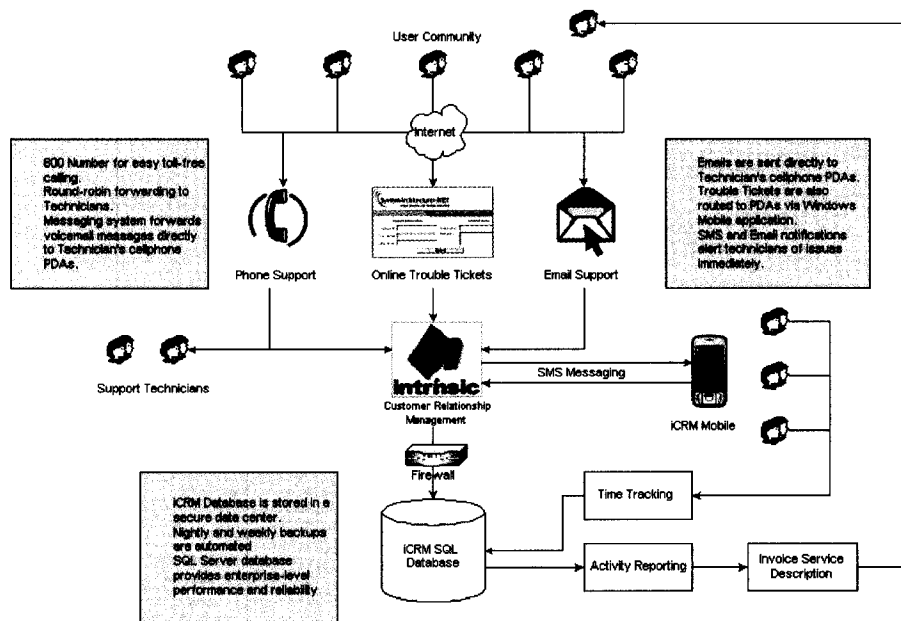 User Community
Internet
800 Number for easy toll-free
calling.
Round-robin forwarding to
Technicians.
Messaging system forwards
voicemail messages directly
to Technician's cellphone
PDAs.
Emails are sent directly to
Technician's cellphone PDAs.
Trouble Tickets are also
routed to PDAs via Windows
Mobile application.
SMS and Email notifications
alert technicians of issues
immediately.
Phone Support
Online Trouble Tickets
Email Support
Support Technicians
intrinsic
Customer Relationship
Management
SMS Messaging
iCRM Mobile
Firewall
iCRM Database is stored in a
secure data center.
Nightly and weekly backups
are automated
SQL Server database
provides enterprise-level
performance and reliability
iCRM SQL
Database
Time Tracking
Activity Reporting
Invoice Service
Description